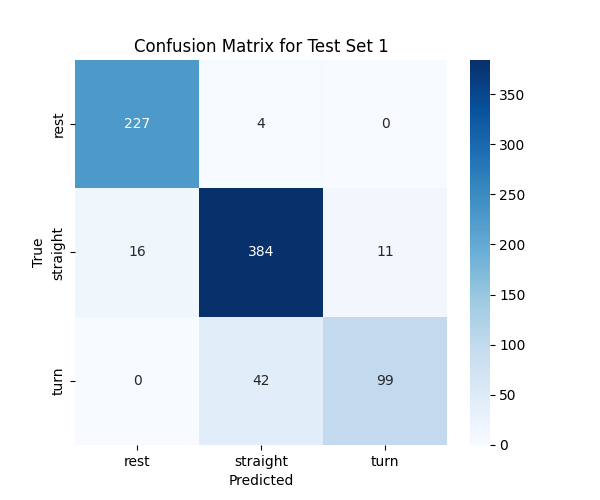 Confusion Matrix for Test Set 1
rest 227 4 0
straight 16 384 11
turn 0 42 99
True
rest straight turn
Predicted
350
300
250
200
150
100
50
0